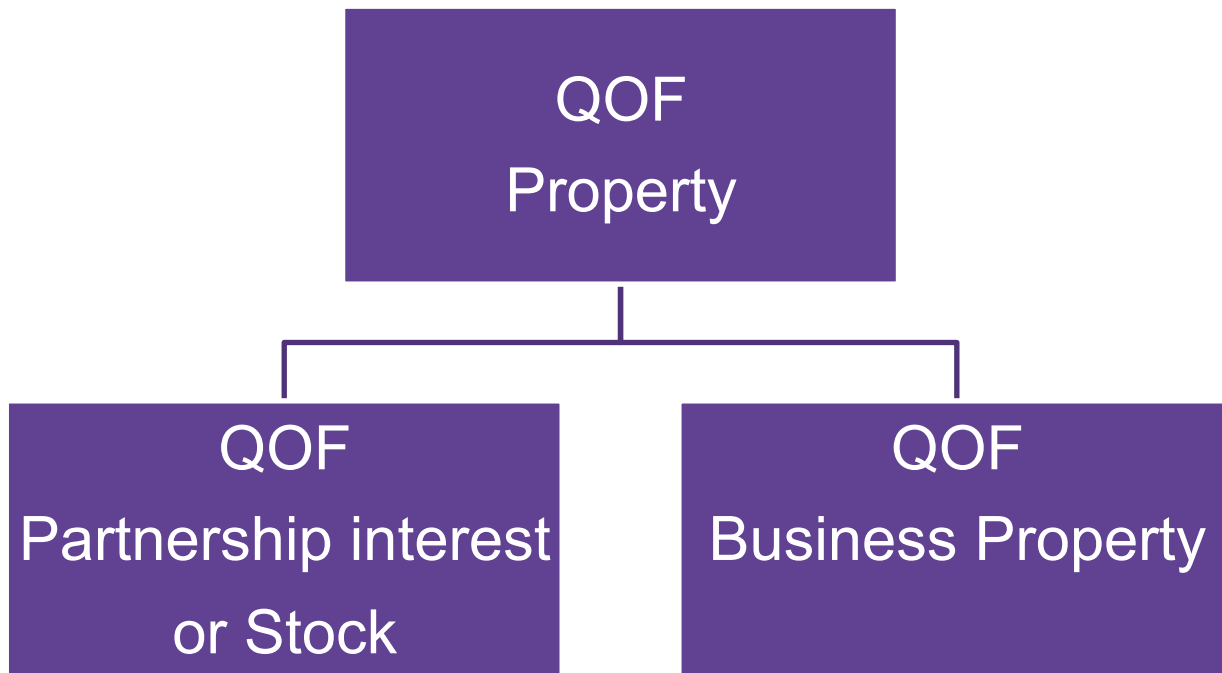 QOF
Property
QOF
Partnership interest
or Stock
QOF
Business Property